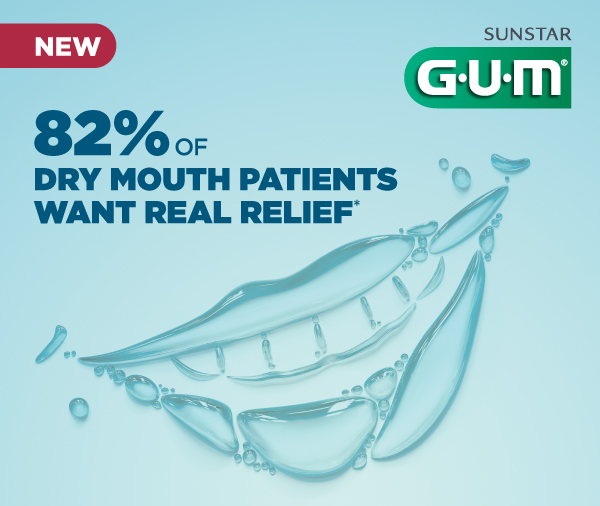 NEW
SUNSTAR
G·U·M®
82% OF
DRY MOUTH PATIENTS
WANT REAL RELIEF*